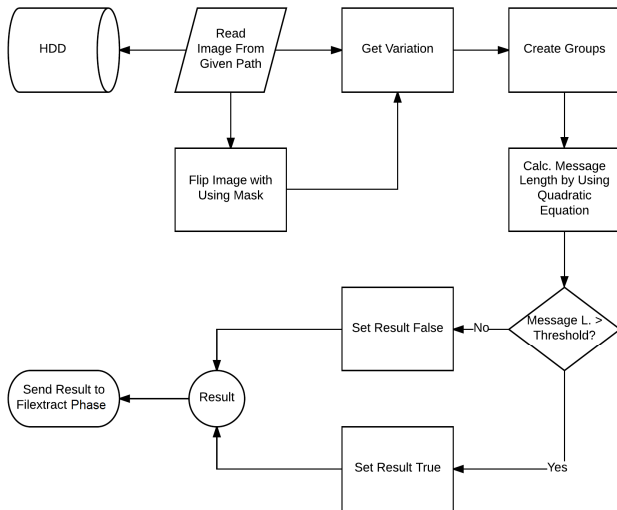 HDD
Read
Image From
Given Path
Get Variation
Create Groups
Flip Image with
Using Mask
Calc. Message
Length by Using
Quadratic
Equation
Message L. >
Threshold?
No
Set Result False
Send Result to
Filextract Phase
Result
Set Result True
Yes